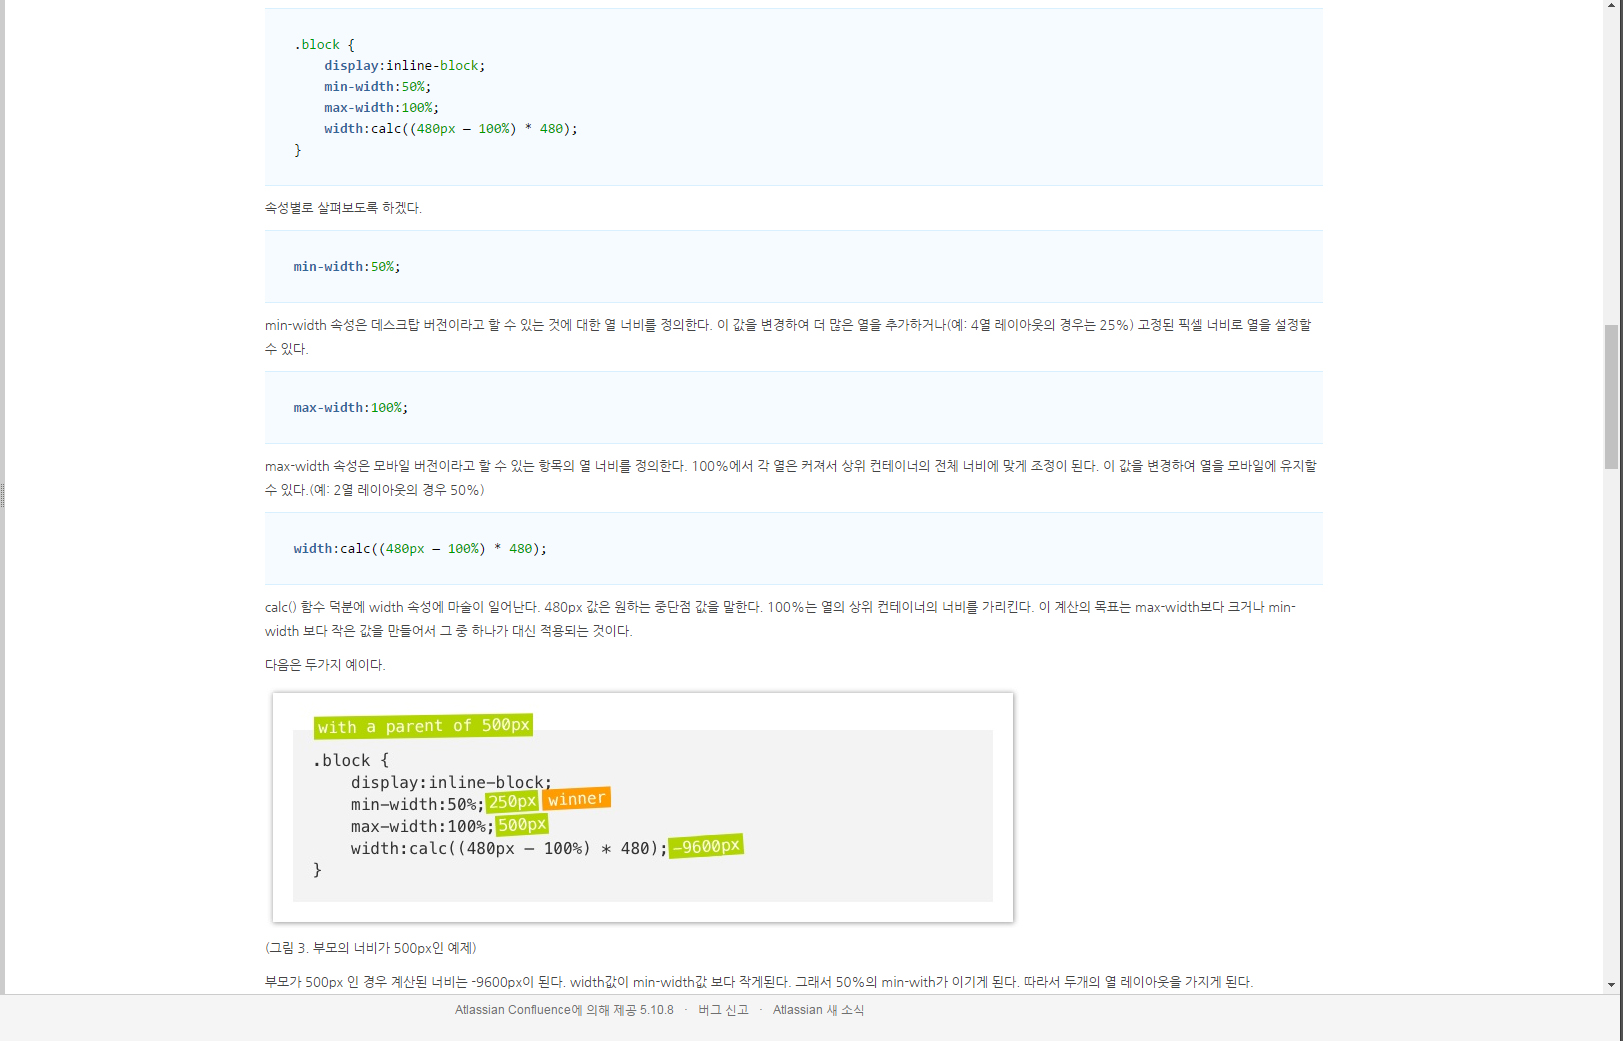 .block {
display:inline-block;
min-width:50%;
max-width:100%;
width:calc((480px – 100%) * 480);
}
속성별로 살펴보도록 하겠다.
min-width:50%;
min-width 속성은 데스크탑 버전이라고 할 수 있는 것에 대한 열 너비를 정의한다. 이 값을 변경하여 더 많은 열을 추가하거나(예: 4열 레이아웃의 경우는 25%) 고정된 픽셀 너비로 열을 설정할
수 있다.
max-width:100%;
max-width 속성은 모바일 버전이라고 할 수 있는 항목의 열 너비를 정의한다. 100%에서 각 열은 커져서 상위 컨테이너의 전체 너비에 맞게 조정이 된다. 이 값을 변경하여 열을 모바일에 유지할
수 있다.(예: 2열 레이아웃의 경우 50%)
width:calc((480px – 100%) * 480);
calc() 함수 덕분에 width 속성에 마술이 일어난다. 480px 값은 원하는 중단점 값을 말한다. 100%는 열의 상위 컨테이너의 너비를 가리킨다. 이 계산의 목표는 max-width보다 크거나 min-
width 보다 작은 값을 만들어서 그 중 하나가 대신 적용되는 것이다.
다음은 두가지 예이다.
with a parent of 500px
.block {
display:inline-block;
min-width:50%; 250px winner
max-width:100%; 500px
width:calc((480px – 100%) * 480); -9600px
}
(그림 3. 부모의 너비가 500px인 예제)
부모가 500px 인 경우 계산된 너비는 -9600px이 된다. width값이 min-width값 보다 작게된다. 그래서 50%의 min-with가 이기게 된다. 따라서 두개의 열 레이아웃을 가지게 된다.
Atlassian Confluence에 의해 제공 5.10.8 · 버그 신고 · Atlassian 새 소식